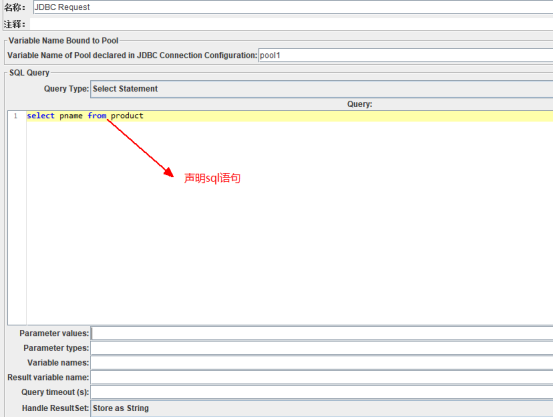 名称： JDBC Request
注释：
Variable Name Bound to Pool
Variable Name of Pool declared in JDBC Connection Configuration: pool1
SQL Query
Query Type: Select Statement
Query:
1 select pname from product
声明sql语句
Parameter values:
Parameter types:
Variable names:
Result variable name:
Query timeout (s):
Handle ResultSet: Store as String